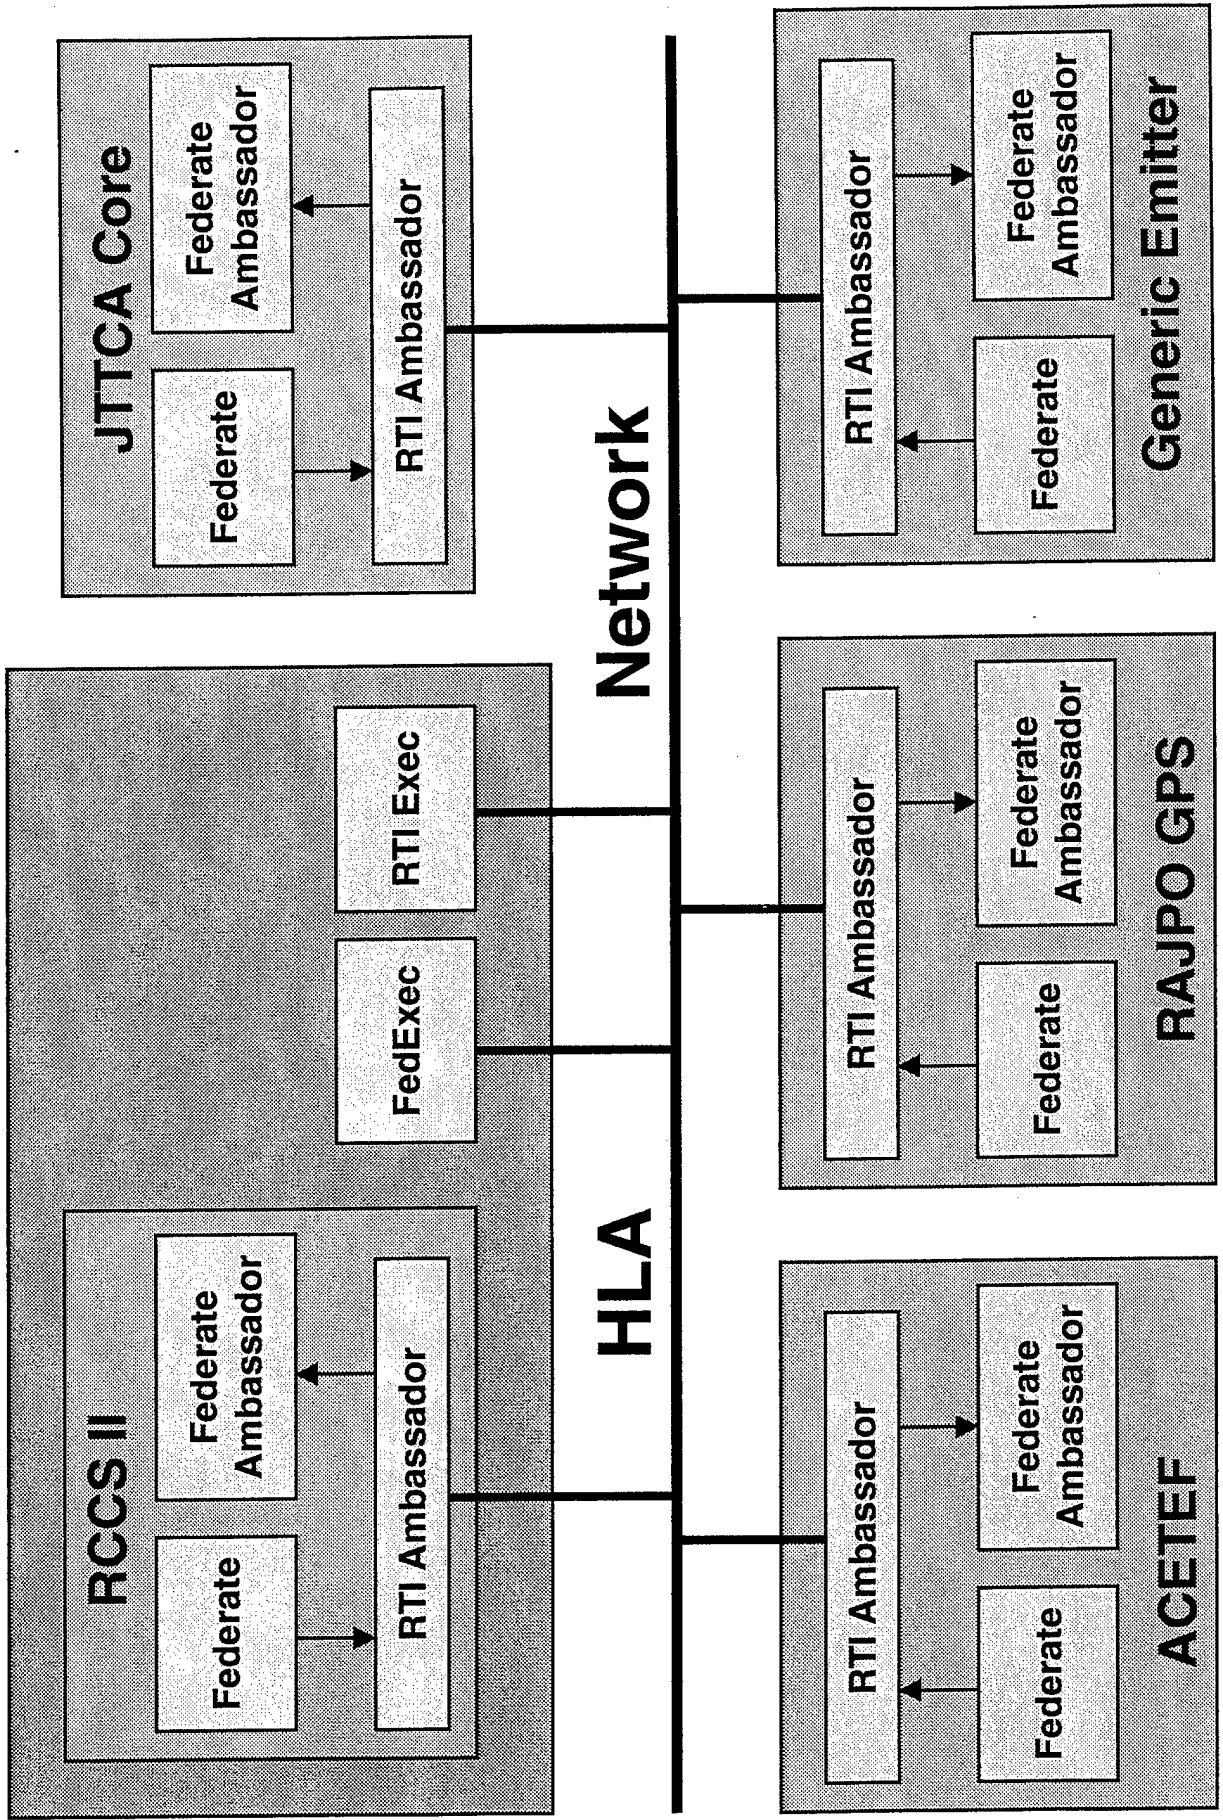 RCCS II
Federate
Federate
Ambassador
RTI Ambassador
FedExec
RTI Exec
JTTCA Core
Federate
Federate
Ambassador
RTI Ambassador
HLA
Network
RTI Ambassador
Federate
Federate
Ambassador
ACETEF
RTI Ambassador
Federate
Federate
Ambassador
RAJPO GPS
RTI Ambassador
Federate
Federate
Ambassador
Generic Emitter